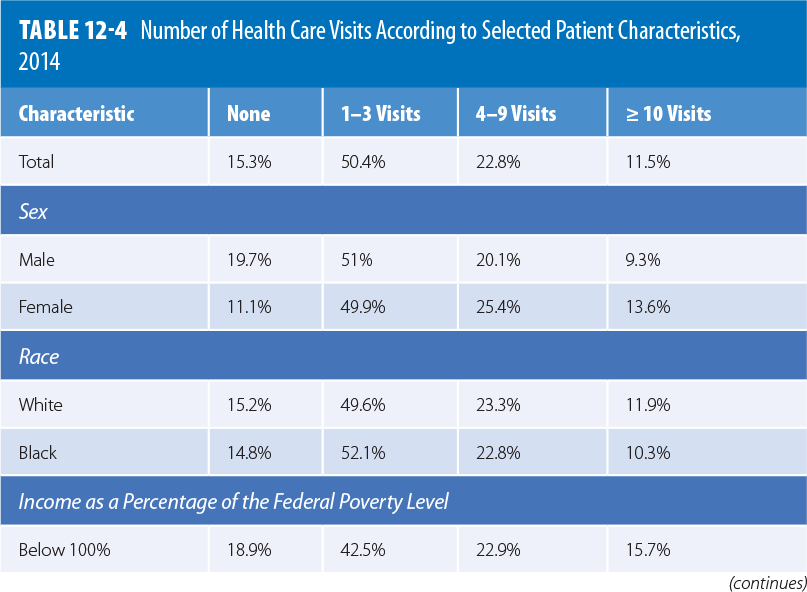 TABLE 12-4 Number of Health Care Visits According to Selected Patient Characteristics,
2014
Characteristic None 1–3 Visits 4–9 Visits ≥ 10 Visits
Total 15.3% 50.4% 22.8% 11.5%
Sex
Male 19.7% 51% 20.1% 9.3%
Female 11.1% 49.9% 25.4% 13.6%
Race
White 15.2% 49.6% 23.3% 11.9%
Black 14.8% 52.1% 22.8% 10.3%
Income as a Percentage of the Federal Poverty Level
Below 100% 18.9% 42.5% 22.9% 15.7%
(continues)